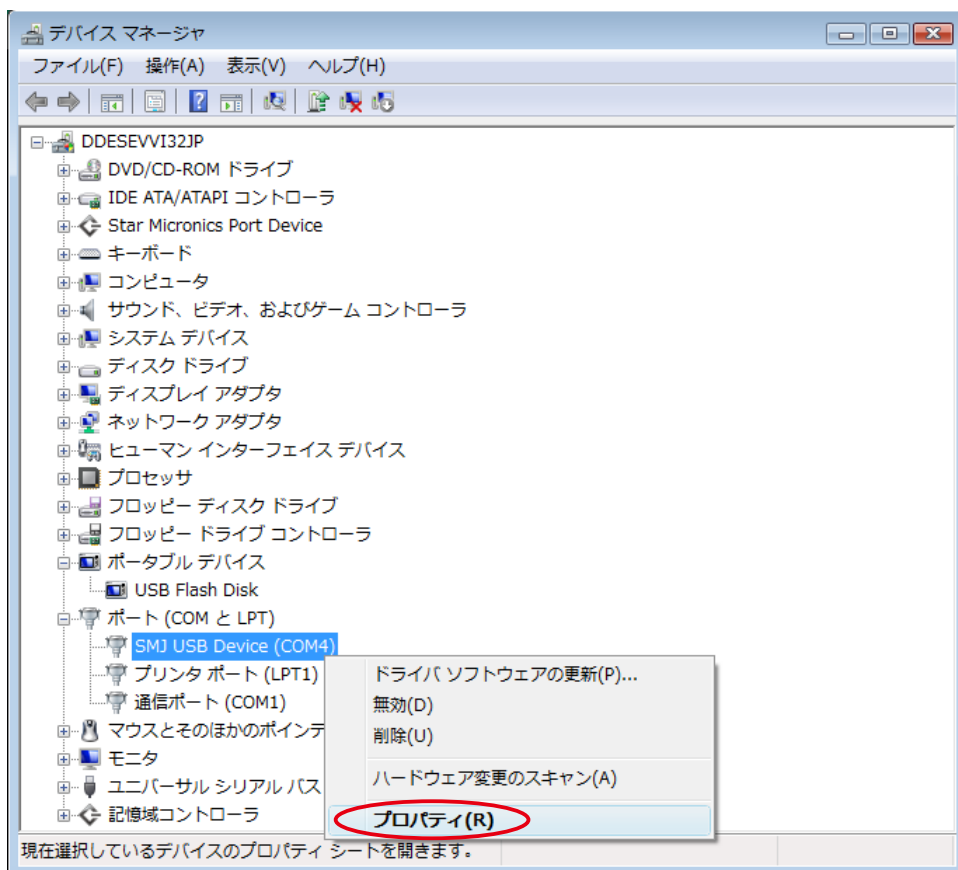 デバイス マネージャ
ファイル(F) 操作(A) 表示(V) ヘルプ(H)
DDESEVVI32JP
DVD/CD-ROM ドライブ
IDE ATA/ATAPI コントローラ
Star Micronics Port Device
キーボード
コンピュータ
サウンド、ビデオ、およびゲーム コントローラ
システム デバイス
ディスク ドライブ
ディスプレイ アダプタ
ネットワーク アダプタ
ヒューマン インターフェイス デバイス
プロセッサ
フロッピー ディスク ドライブ
フロッピー ドライブ コントローラ
ポータブル デバイス
USB Flash Disk
ポート (COM と LPT)
SMJ USB Device (COM4)
プリンタ ポート (LPT1)
通信ポート (COM1)
マウスとそのほかのポインテ
モニタ
ユニバーサル シリアル バス
記憶域コントローラ
ドライバ ソフトウェアの更新(P)...
無効(D)
削除(U)
ハードウェア変更のスキャン(A)
プロパティ(R)
現在選択しているデバイスのプロパティ シートを開きます。